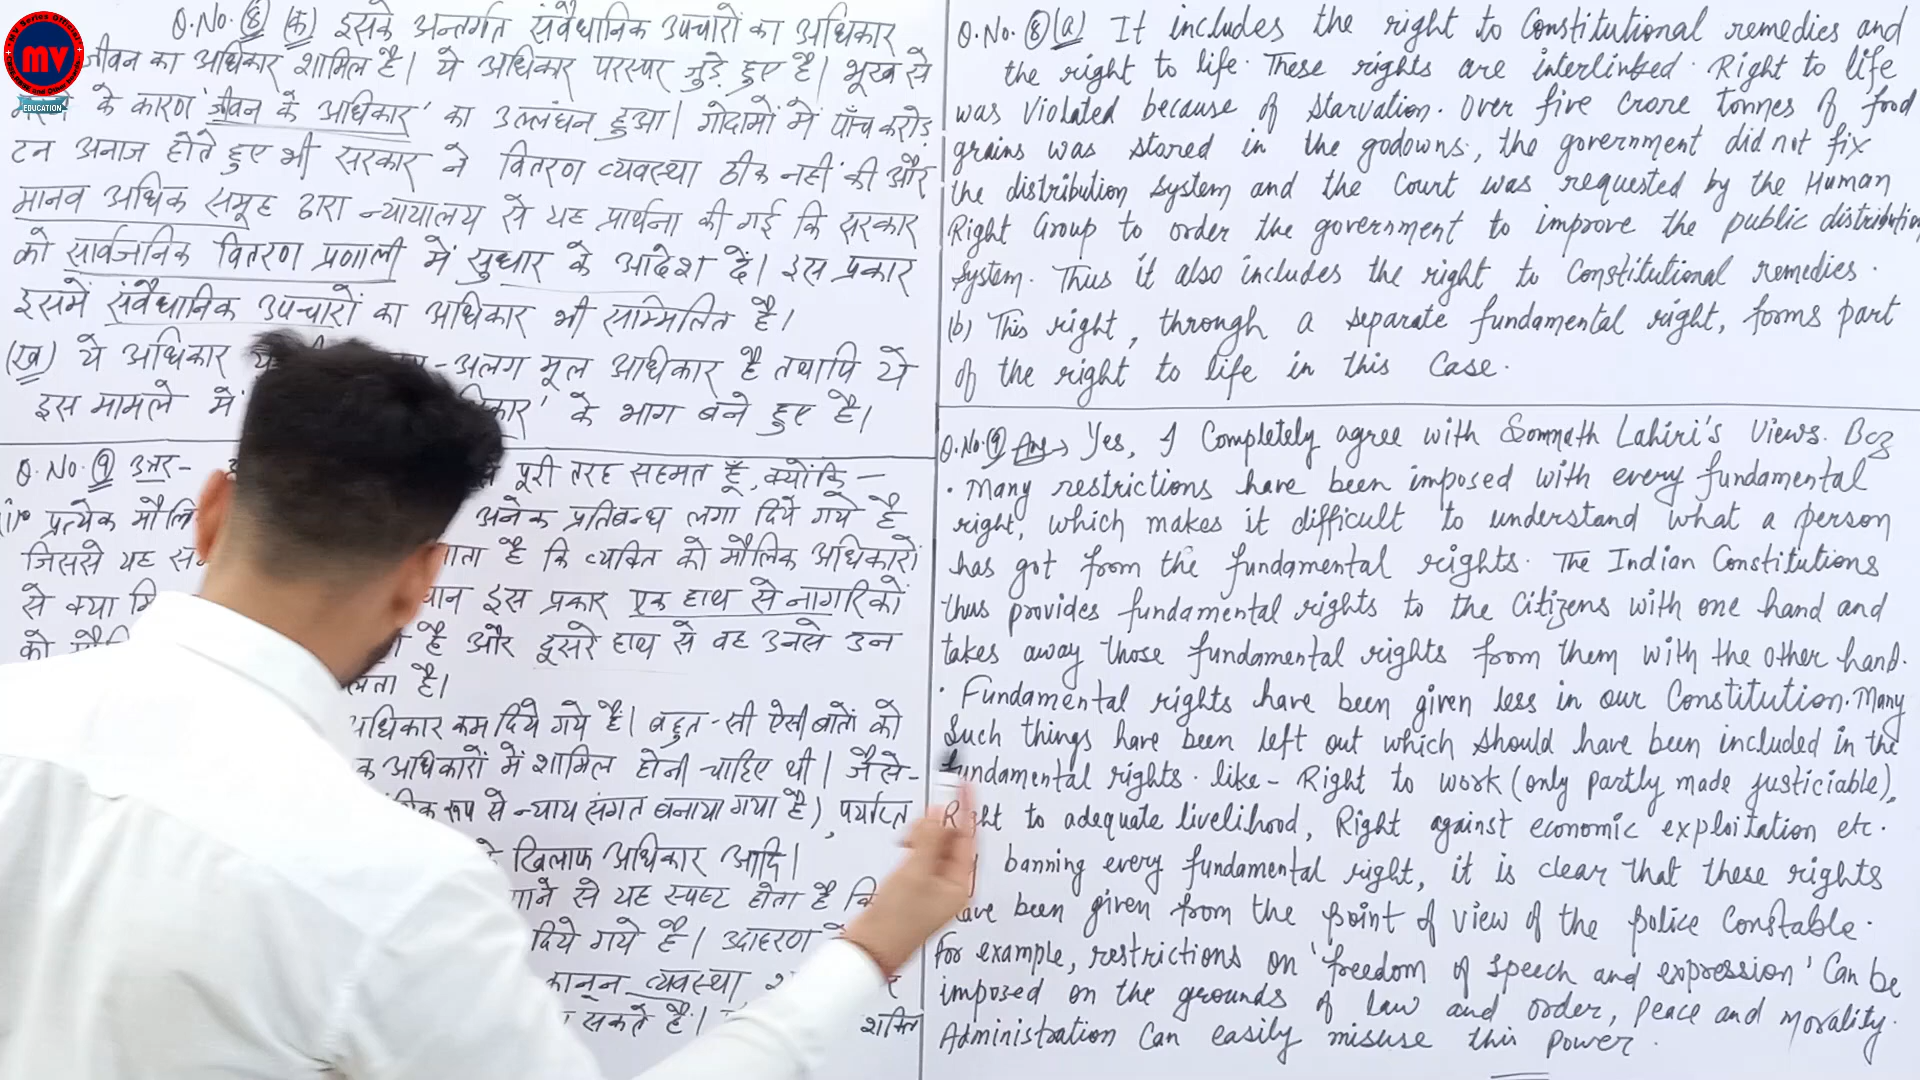 MV Series Official
mv
EDUCATION
Q.No. (8) (क) इसके अन्तर्गत संवैधानिक उपचारों का अधिकार
जीवन का अधिकार शामिल है। ये अधिकार परस्पर जुड़े हुए है। भूख से
के कारण 'जीवन के अधिकार' का उल्लंघन हुआ। गोदामों में पाँच करोड़
टन अनाज होते हुए भी सरकार ने वितरण व्यवस्था ठीक नहीं की और
मानव अधिक समूह द्वारा न्यायालय से यह प्रार्थना की गई कि सरकार
को सार्वजनिक वितरण प्रणाली में सुधार के आदेश दें। इस प्रकार
इसमें संवैधानिक उपचारों का अधिकार भी सम्मिलित है।
(ख) ये अधिकार -अलग मूल अधिकार है तथापि ये
इस मामले में कार' के भाग बने हुए है।
Q. No. (9) उत्तर- पूरी तरह सहमत हूँ, क्योंकि —
प्रत्येक मौलि अनेक प्रतिबन्ध लगा दिये गये है
जिससे यह सम ाता है कि व्यक्ति को मौलिक अधिकारों
से क्या मि इस प्रकार एक हाथ से नागरिकों
को है और दूसरे हाथ से वह उनसे उन
लेता है।
अधिकार कम दिये गये है। बहुत-सी ऐसी बातों को
क अधिकारों में शामिल होनी चाहिए थी। जैसे-
रूप से न्याय संगत बनाया गया है), पर्याप्त
खिलाफ अधिकार आदि।
गाने से यह स्पष्ट होता है कि
दिये गये है। उदाहरण
कानून व्यवस्था
सकते है। शक्ति
Q.No. (8) (a) It includes the right to Constitutional remedies and
the right to life. These rights are interlinked. Right to life
was violated because of starvation. Over five crore tonnes of food
grains was stored in the godowns, the government did not fix
the distribution system and the Court was requested by the Human
Right Group to order the government to improve the public distribution
system. Thus it also includes the right to Constitutional remedies.
(b) This right, through a separate fundamental right, forms part
of the right to life in this Case.
Q.No. (9) Ans→ Yes, I Completely agree with Somnath Lahiri's Views. Bcz
• Many restrictions have been imposed with every fundamental
right, which makes it difficult to understand what a person
has got from the fundamental rights. The Indian Constitutions
thus provides fundamental rights to the Citizens with one hand and
takes away those fundamental rights from them with the other hand.
• Fundamental rights have been given less in our Constitution. Many
Such things have been left out which should have been included in the
fundamental rights. like - Right to work (only partly made justiciable),
Right to adequate livelihood, Right against economic exploitation etc.
banning every fundamental right, it is clear that these rights
have been given from the point of view of the police Constable.
For example, restrictions on 'freedom of speech and expression' Can be
imposed on the grounds of law and order, peace and morality.
Administration Can easily misuse this power.